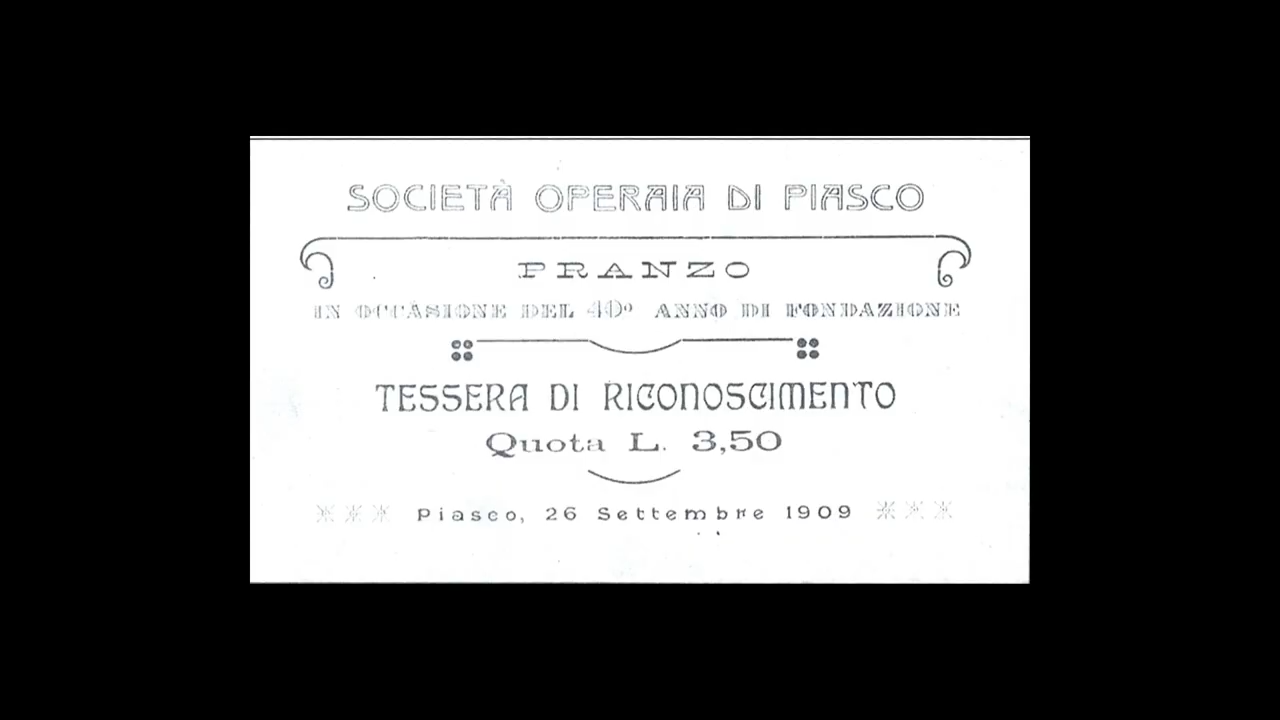 SOCIETÀ OPERAIA DI PIASCO
PRANZO
IN OCCASIONE DEL 40º ANNO DI FONDAZIONE
TESSERA DI RICONOSCIMENTO
Quota L. 3,50
Piasco, 26 Settembre 1909